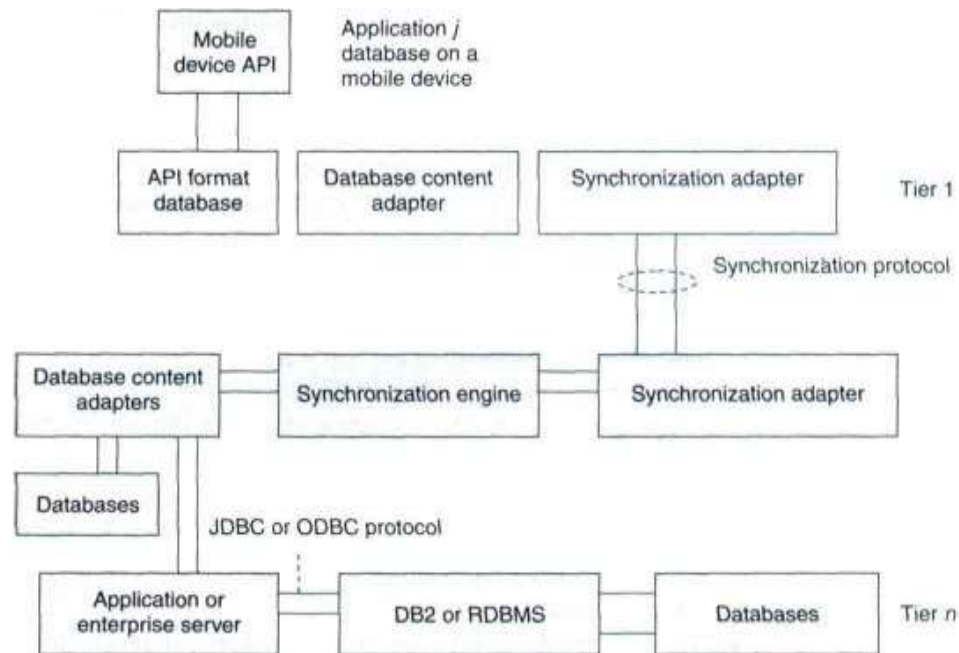 Mobile
device API
Application j
database on a
mobile device
API format
database
Database content
adapter
Synchronization adapter
Tier 1
Synchronization protocol
Database content
adapters
Synchronization engine
Synchronization adapter
Databases
JDBC or ODBC protocol
Application or
enterprise server
DB2 or RDBMS
Databases
Tier n